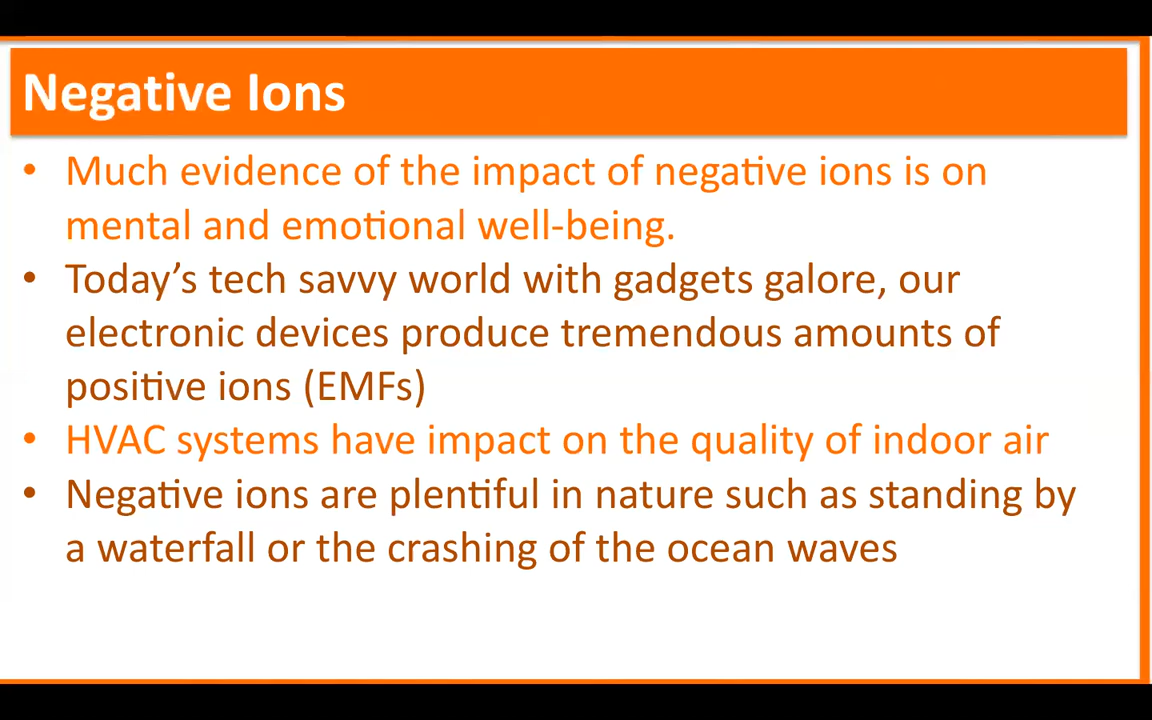 Negative Ions
• Much evidence of the impact of negative ions is on
mental and emotional well-being.
• Today's tech savvy world with gadgets galore, our
electronic devices produce tremendous amounts of
positive ions (EMFs)
• HVAC systems have impact on the quality of indoor air
• Negative ions are plentiful in nature such as standing by
a waterfall or the crashing of the ocean waves